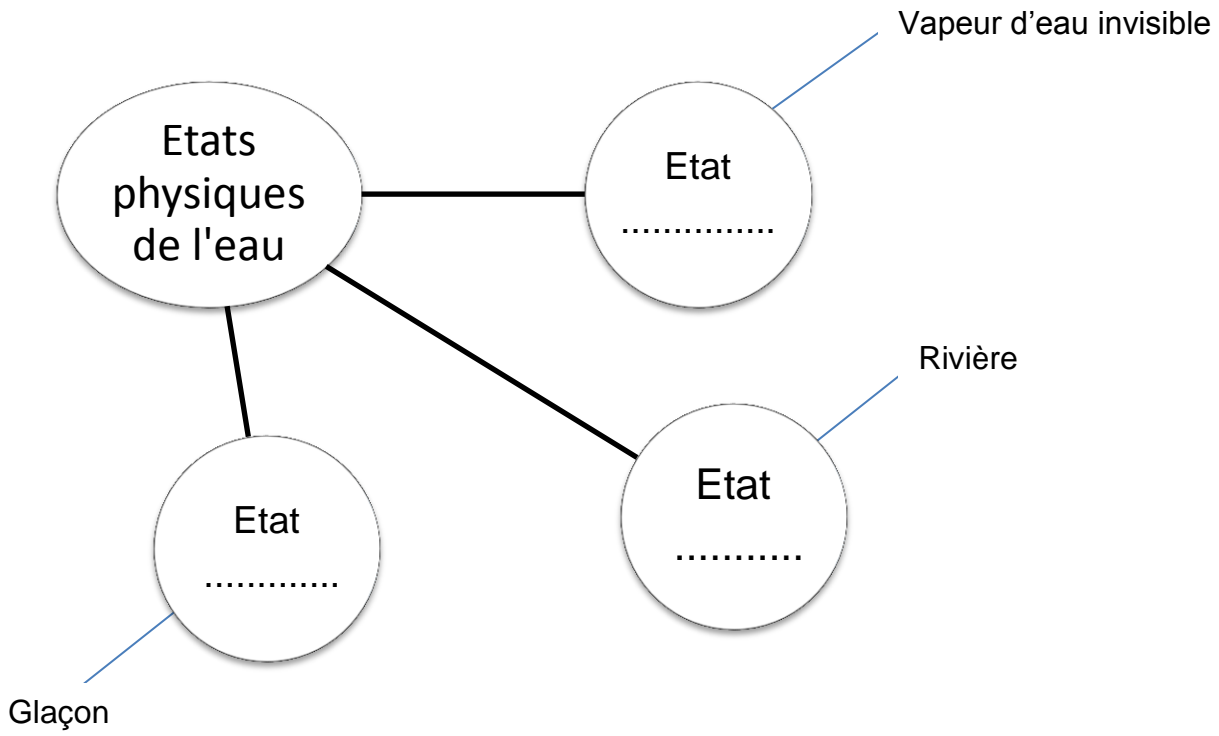 Vapeur d’eau invisible
Etats
physiques
de l'eau
Etat
...............
Rivière
Etat
...........
Etat
.............
Glaçon